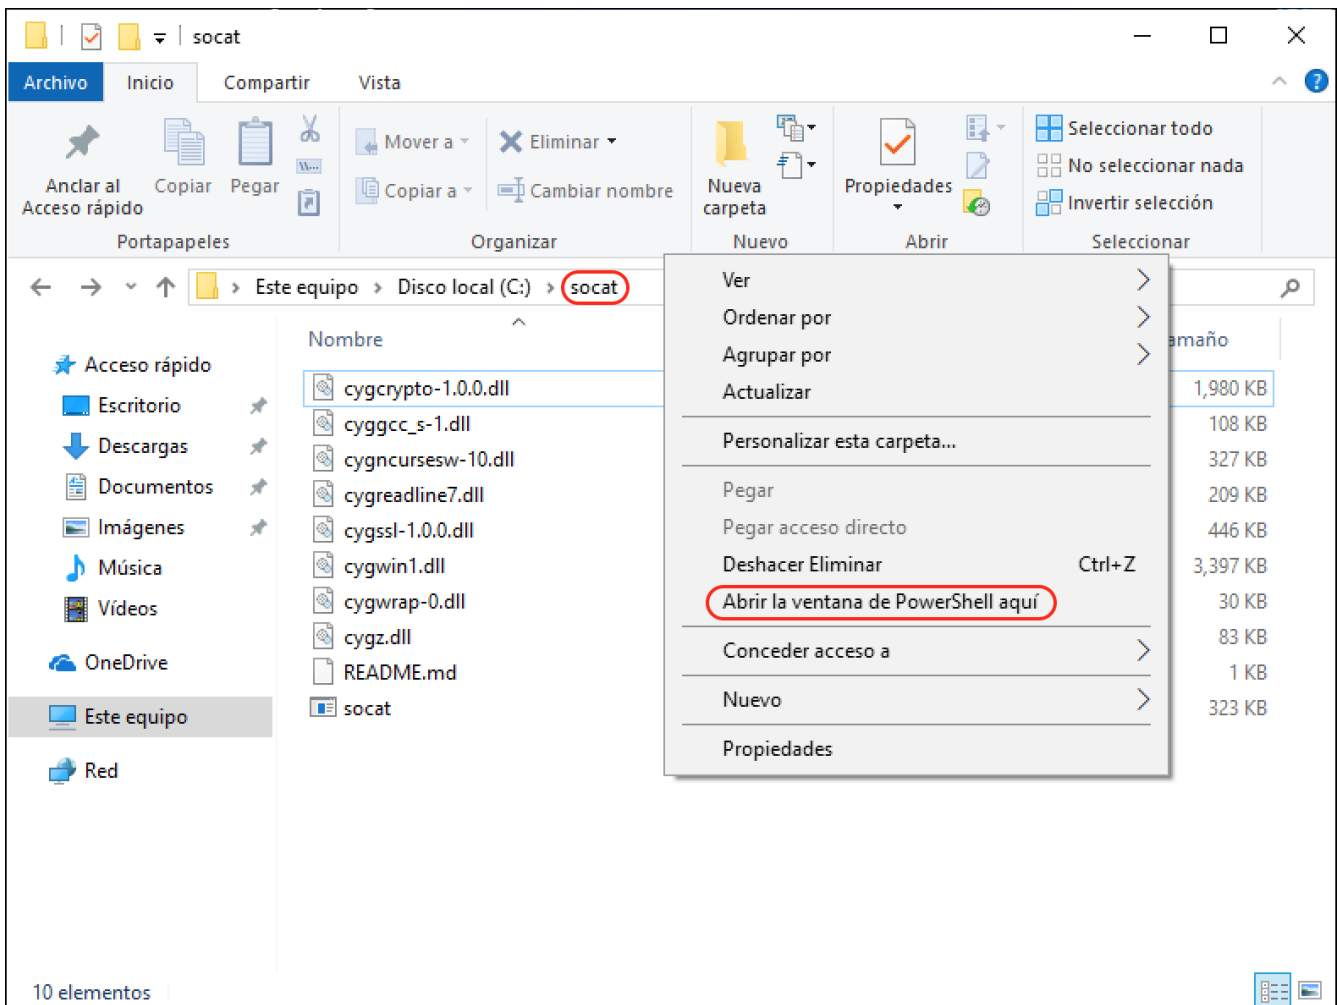 socat
Archivo Inicio Compartir Vista
Anclar al Acceso rápido
Copiar
Pegar
Portapapeles
Mover a
Copiar a
Eliminar
Cambiar nombre
Organizar
Nueva carpeta
Nuevo
Propiedades
Abrir
Seleccionar todo
No seleccionar nada
Invertir selección
Seleccionar
Este equipo > Disco local (C:) > socat
Acceso rápido
Escritorio
Descargas
Documentos
Imágenes
Música
Vídeos
OneDrive
Este equipo
Red
Nombre
amaño
cygcrypto-1.0.0.dll 1,980 KB
cyggcc_s-1.dll 108 KB
cygncursesw-10.dll 327 KB
cygreadline7.dll 209 KB
cygssl-1.0.0.dll 446 KB
cygwin1.dll 3,397 KB
cygwrap-0.dll 30 KB
cygz.dll 83 KB
README.md 1 KB
socat 323 KB
Ver
Ordenar por
Agrupar por
Actualizar
Personalizar esta carpeta...
Pegar
Pegar acceso directo
Deshacer Eliminar Ctrl+Z
Abrir la ventana de PowerShell aquí
Conceder acceso a
Nuevo
Propiedades
10 elementos